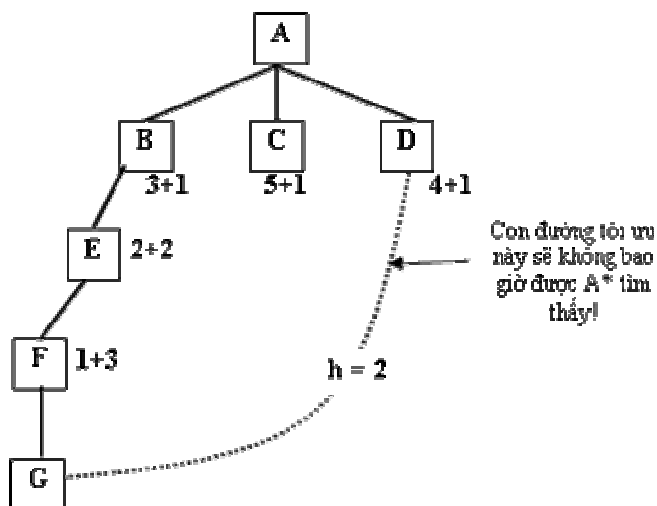 A
B
C
D
3+1
5+1
4+1
E
2+2
Con đường tối ưu
này sẽ không bao
giờ được A* tìm
thấy!
F
1+3
h = 2
G